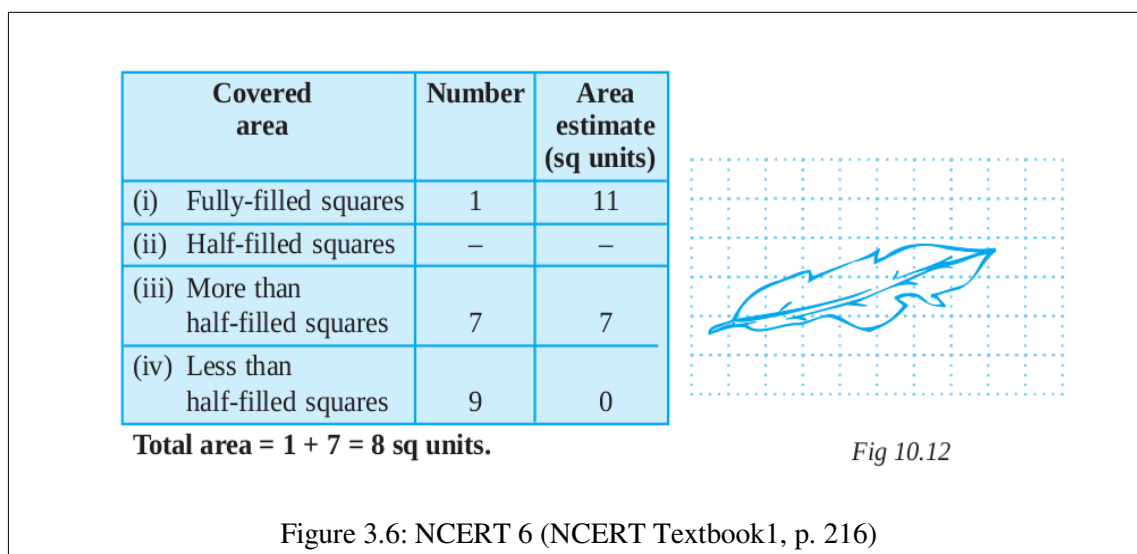 Covered area Number Area estimate (sq units)
(i) Fully-filled squares 1 11
(ii) Half-filled squares – –
(iii) More than
half-filled squares 7 7
(iv) Less than
half-filled squares 9 0
Total area = 1 + 7 = 8 sq units.
Fig 10.12
Figure 3.6: NCERT 6 (NCERT Textbook1, p. 216)